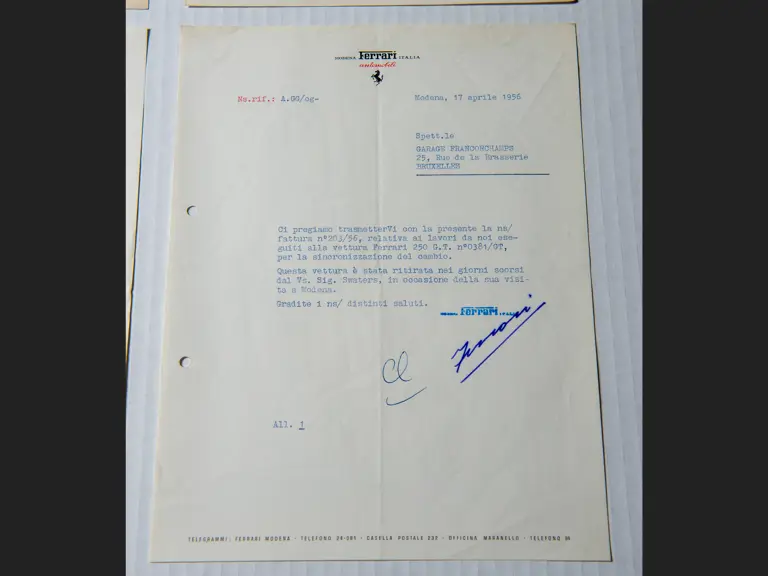 MODENA Ferrari ITALIA
automobili
Ns.rif.: A.GG/og-
Modena, 17 aprile 1956
Spett.le
GARAGE FRANCORCHAMPS
25, Rue de la Brasserie
BRUXELLES
Ci pregiamo trasmetterVi con la presente la ns/
fattura n°203/56, relativa ai lavori da noi ese-
guiti alla vettura Ferrari 250 G.T. n°0381/GT,
per la sincronizzazione del cambio.
Questa vettura è stata ritirata nei giorni scorsi
dal Vs. Sig. Swaters, in occasione della sua visi-
ta a Modena.
Gradite i ns/ distinti saluti.
Ferrari
Ferrari
All. 1
TELEGRAMMI: FERRARI MODENA - TELEFONO 24-081 - CASELLA POSTALE 232 - OFFICINA MARANELLO - TELEFONO